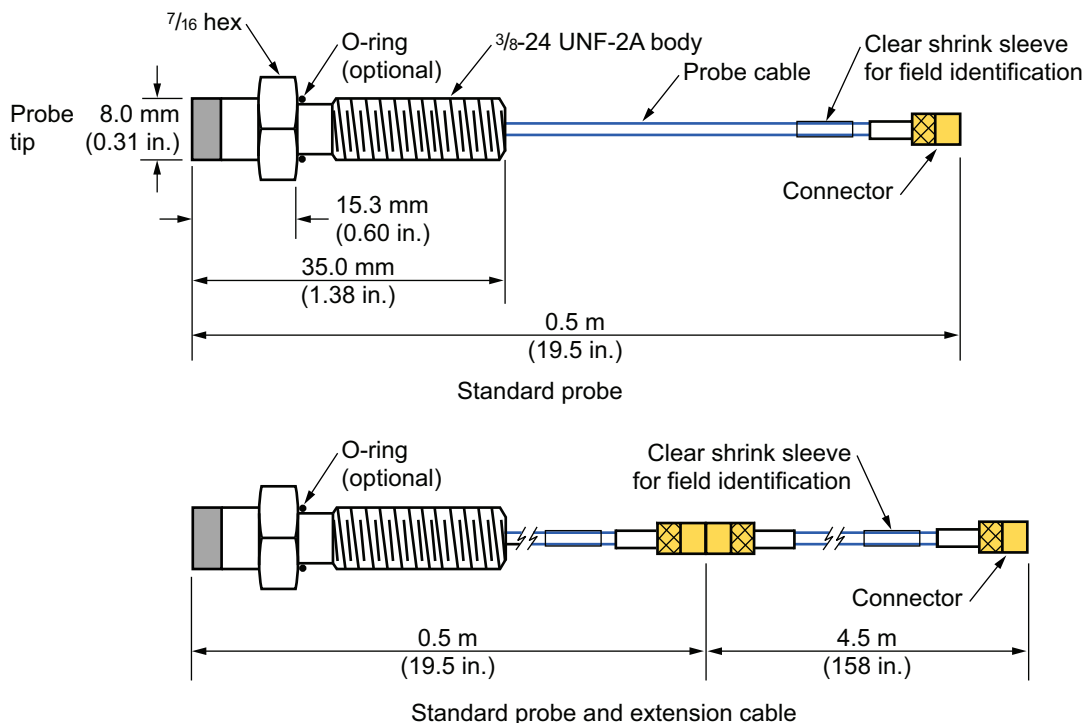 7/16 hex
O-ring
(optional)
3/8-24 UNF-2A body
Probe cable
Clear shrink sleeve
for field identification
Probe
tip
8.0 mm
(0.31 in.)
Connector
15.3 mm
(0.60 in.)
35.0 mm
(1.38 in.)
0.5 m
(19.5 in.)
Standard probe
O-ring
(optional)
Clear shrink sleeve
for field identification
Connector
0.5 m
(19.5 in.)
4.5 m
(158 in.)
Standard probe and extension cable